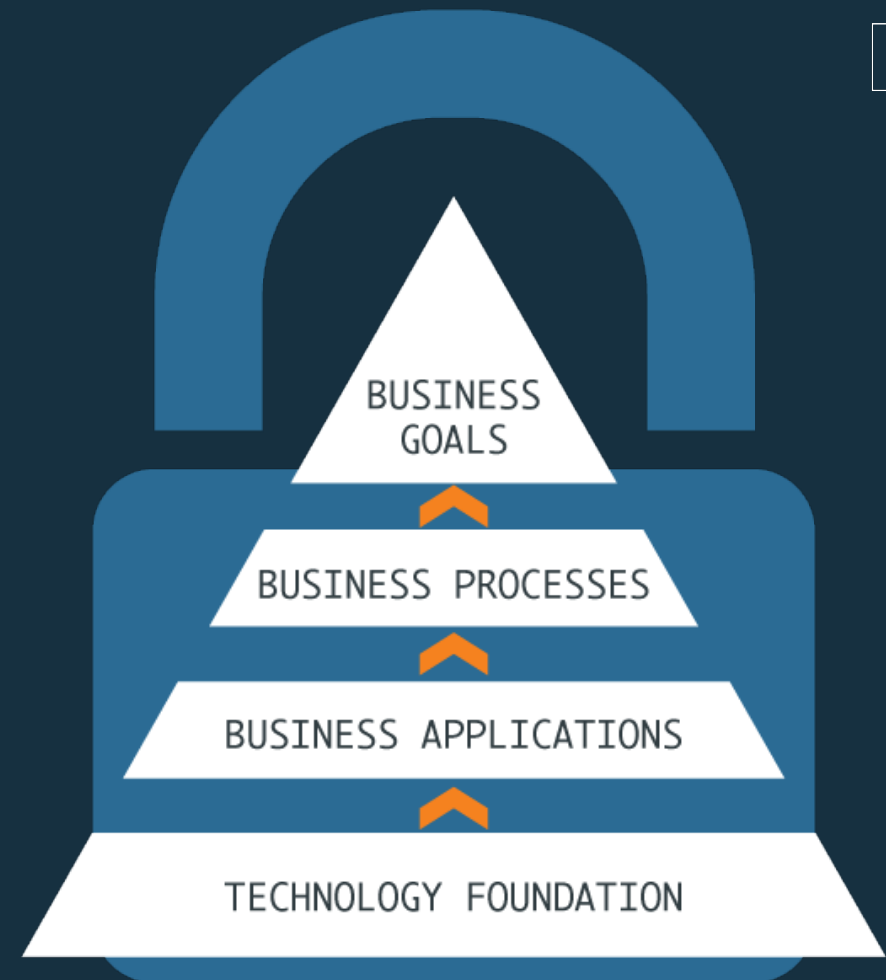 BUSINESS
GOALS
BUSINESS PROCESSES
BUSINESS APPLICATIONS
TECHNOLOGY FOUNDATION